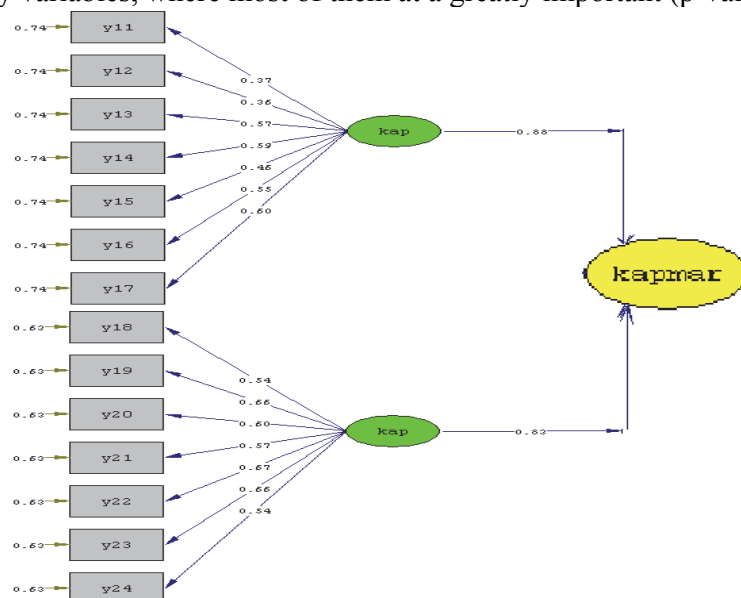 y variables, where most of them at a greatly important (p-val
0.74 y11
0.74 y12
0.74 y13
0.74 y14
0.74 y15
0.74 y16
0.74 y17
0.37
0.36
0.57
0.59
0.46
0.55
0.60
kap
0.88
kapmar
0.63 y18
0.63 y19
0.63 y20
0.63 y21
0.63 y22
0.63 y23
0.63 y24
0.54
0.66
0.60
0.57
0.67
0.66
0.54
kap
0.83